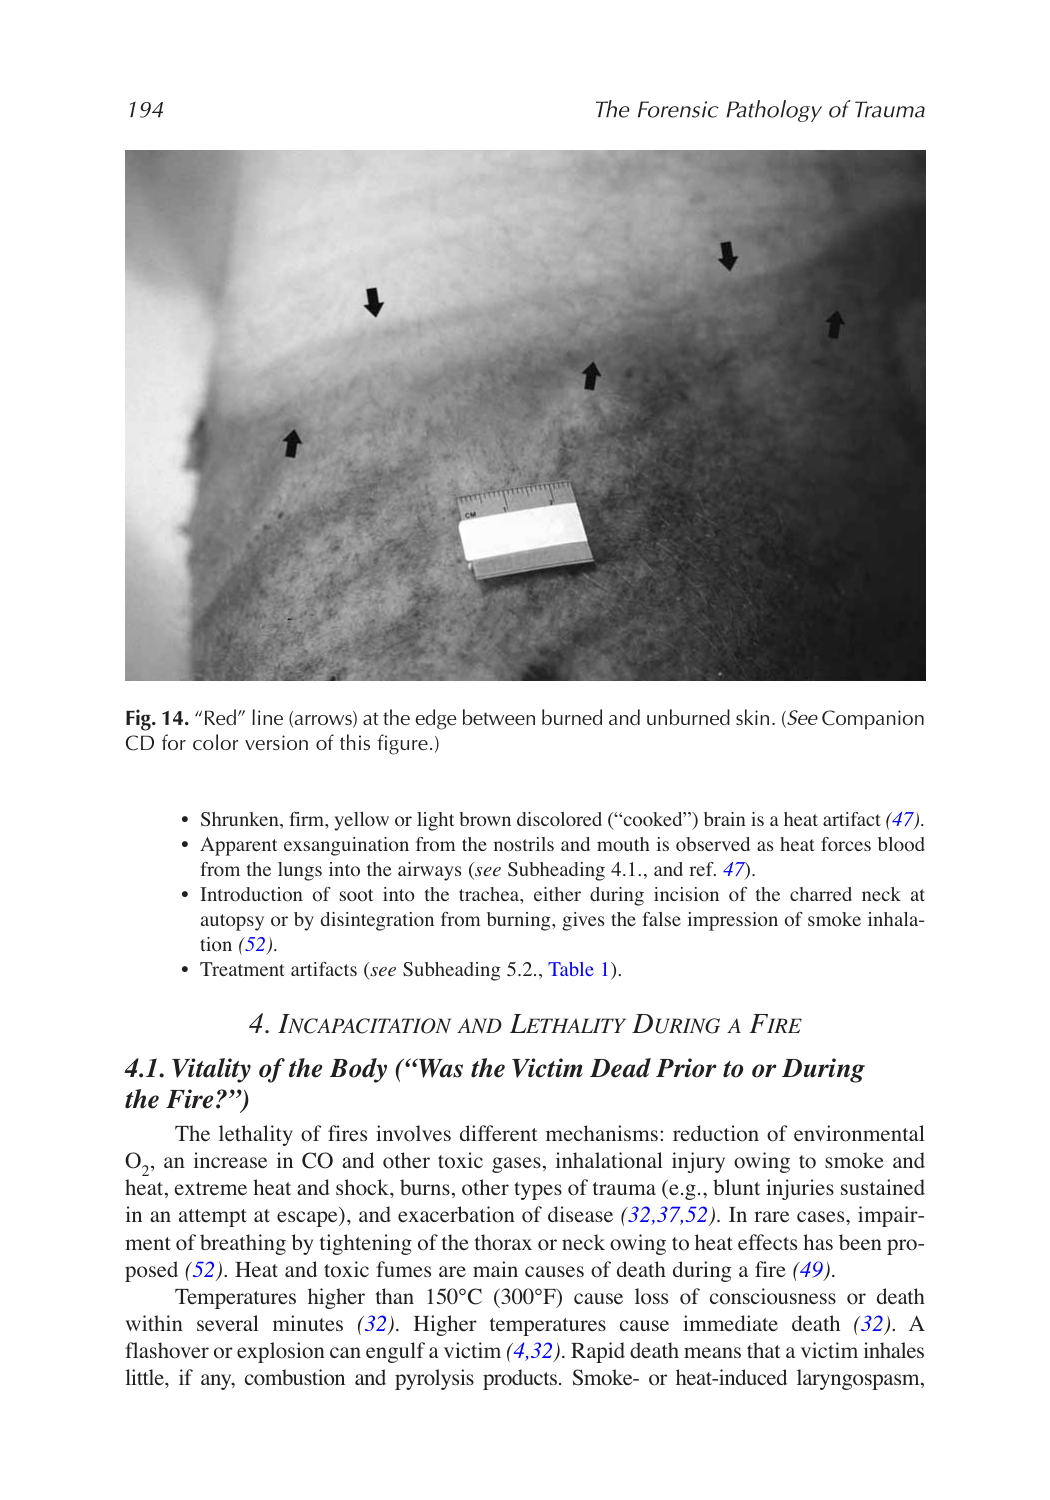 194
The Forensic Pathology of Trauma
CM
1
2
Fig. 14. “Red” line (arrows) at the edge between burned and unburned skin. (See Companion
CD for color version of this figure.)
• Shrunken, firm, yellow or light brown discolored (“cooked”) brain is a heat artifact (47).
• Apparent exsanguination from the nostrils and mouth is observed as heat forces blood
from the lungs into the airways (see Subheading 4.1., and ref. 47).
• Introduction of soot into the trachea, either during incision of the charred neck at
autopsy or by disintegration from burning, gives the false impression of smoke inhala-
tion (52).
• Treatment artifacts (see Subheading 5.2., Table 1).
4. Incapacitation and Lethality During a Fire
4.1. Vitality of the Body (“Was the Victim Dead Prior to or During
the Fire?”)
The lethality of fires involves different mechanisms: reduction of environmental
O2, an increase in CO and other toxic gases, inhalational injury owing to smoke and
heat, extreme heat and shock, burns, other types of trauma (e.g., blunt injuries sustained
in an attempt at escape), and exacerbation of disease (32,37,52). In rare cases, impair-
ment of breathing by tightening of the thorax or neck owing to heat effects has been pro-
posed (52). Heat and toxic fumes are main causes of death during a fire (49).
Temperatures higher than 150°C (300°F) cause loss of consciousness or death
within several minutes (32). Higher temperatures cause immediate death (32). A
flashover or explosion can engulf a victim (4,32). Rapid death means that a victim inhales
little, if any, combustion and pyrolysis products. Smoke- or heat-induced laryngospasm,